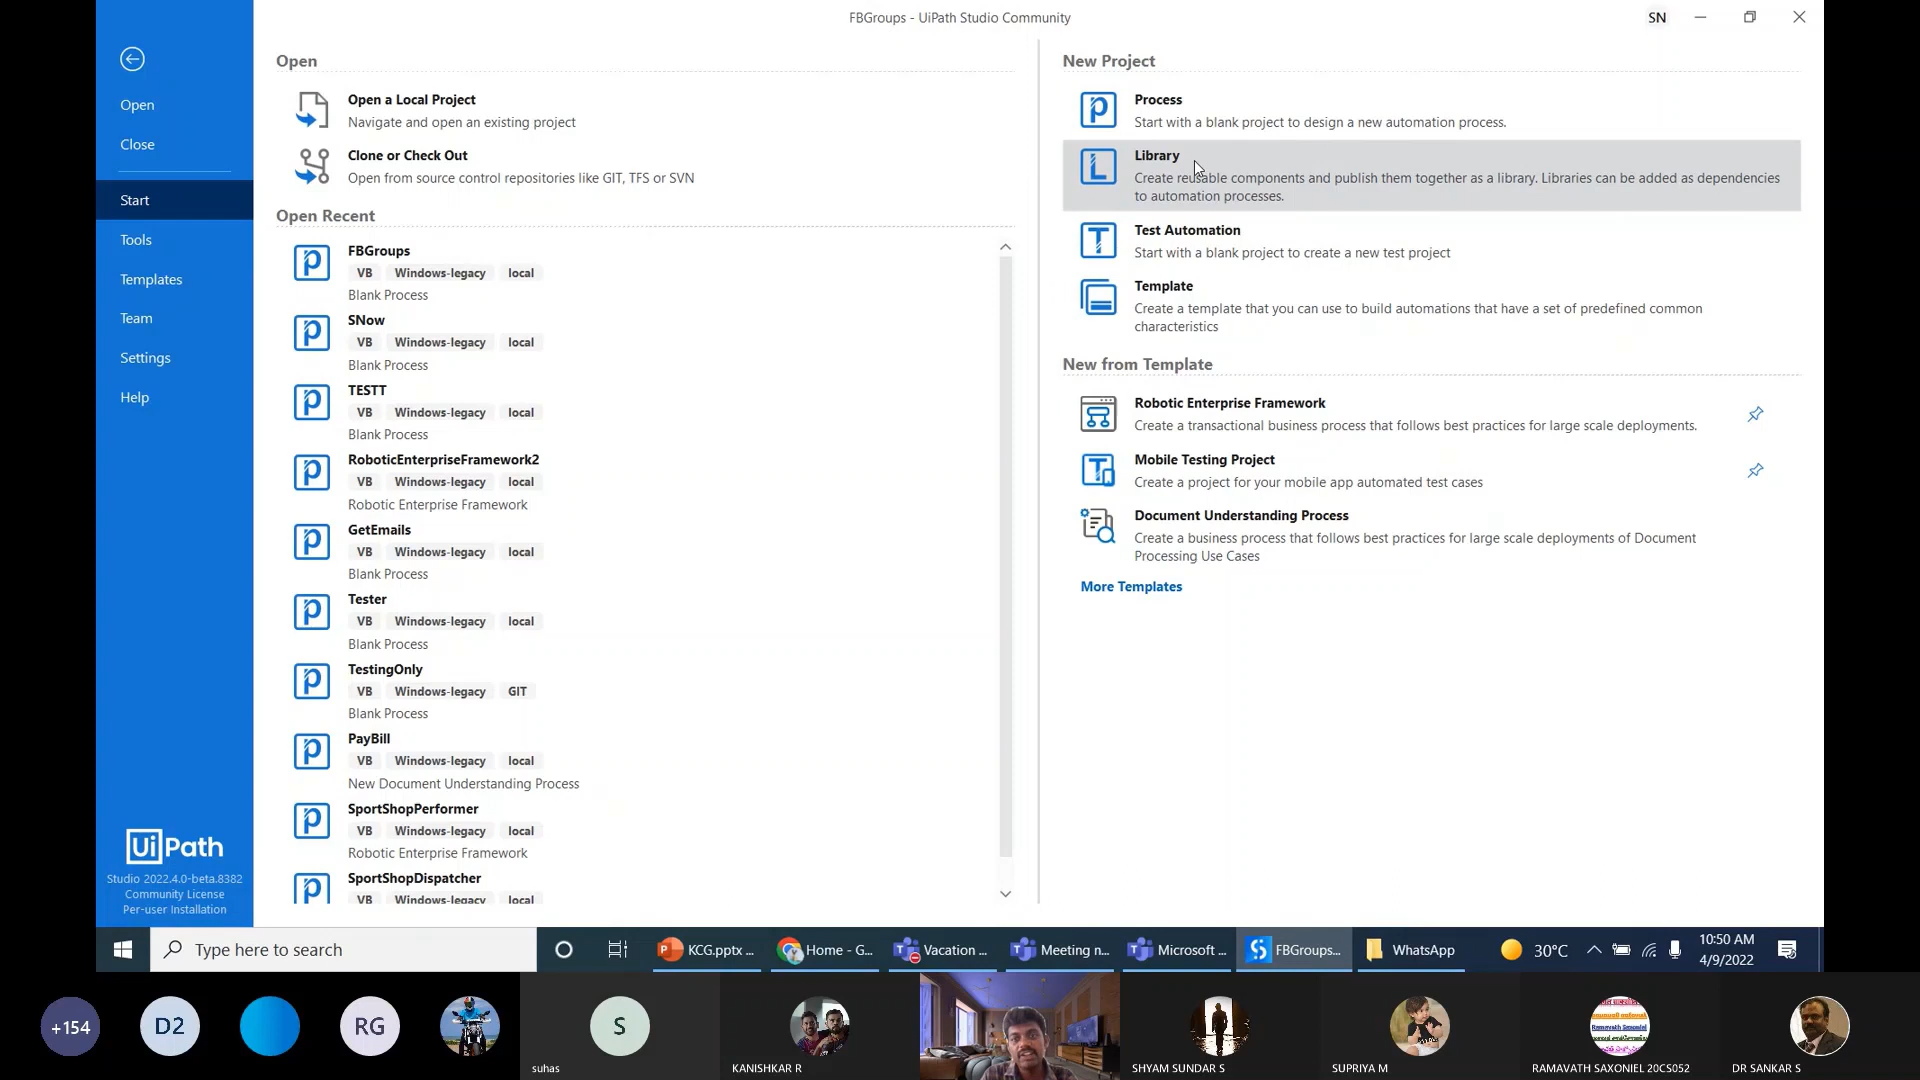 FBGroups - UiPath Studio Community
SN
Open
Close
Start
Tools
Templates
Team
Settings
Help
UiPath
Studio 2022.4.0-beta.8382
Community License
Per-user Installation
Open
Open a Local Project
Navigate and open an existing project
Clone or Check Out
Open from source control repositories like GIT, TFS or SVN
Open Recent
FBGroups
VB Windows-legacy local
Blank Process
SNow
VB Windows-legacy local
Blank Process
TESTT
VB Windows-legacy local
Blank Process
RoboticEnterpriseFramework2
VB Windows-legacy local
Robotic Enterprise Framework
GetEmails
VB Windows-legacy local
Blank Process
Tester
VB Windows-legacy local
Blank Process
TestingOnly
VB Windows-legacy GIT
Blank Process
PayBill
VB Windows-legacy local
New Document Understanding Process
SportShopPerformer
VB Windows-legacy local
Robotic Enterprise Framework
SportShopDispatcher
VB Windows-legacy local
New Project
Process
Start with a blank project to design a new automation process.
Library
Create reusable components and publish them together as a library. Libraries can be added as dependencies
to automation processes.
Test Automation
Start with a blank project to create a new test project
Template
Create a template that you can use to build automations that have a set of predefined common
characteristics
New from Template
Robotic Enterprise Framework
Create a transactional business process that follows best practices for large scale deployments.
Mobile Testing Project
Create a project for your mobile app automated test cases
Document Understanding Process
Create a business process that follows best practices for large scale deployments of Document
Processing Use Cases
More Templates
Type here to search
KCG.pptx ...
Home - G...
Vacation ...
Meeting n...
Microsoft ...
FBGroups...
WhatsApp
30°C
10:50 AM
4/9/2022
+154
D2
RG
S
suhas
KANISHKAR R
SHYAM SUNDAR S
SUPRIYA M
Ramavath Saxoniel
RAMAVATH SAXONIEL 20CS052
DR SANKAR S